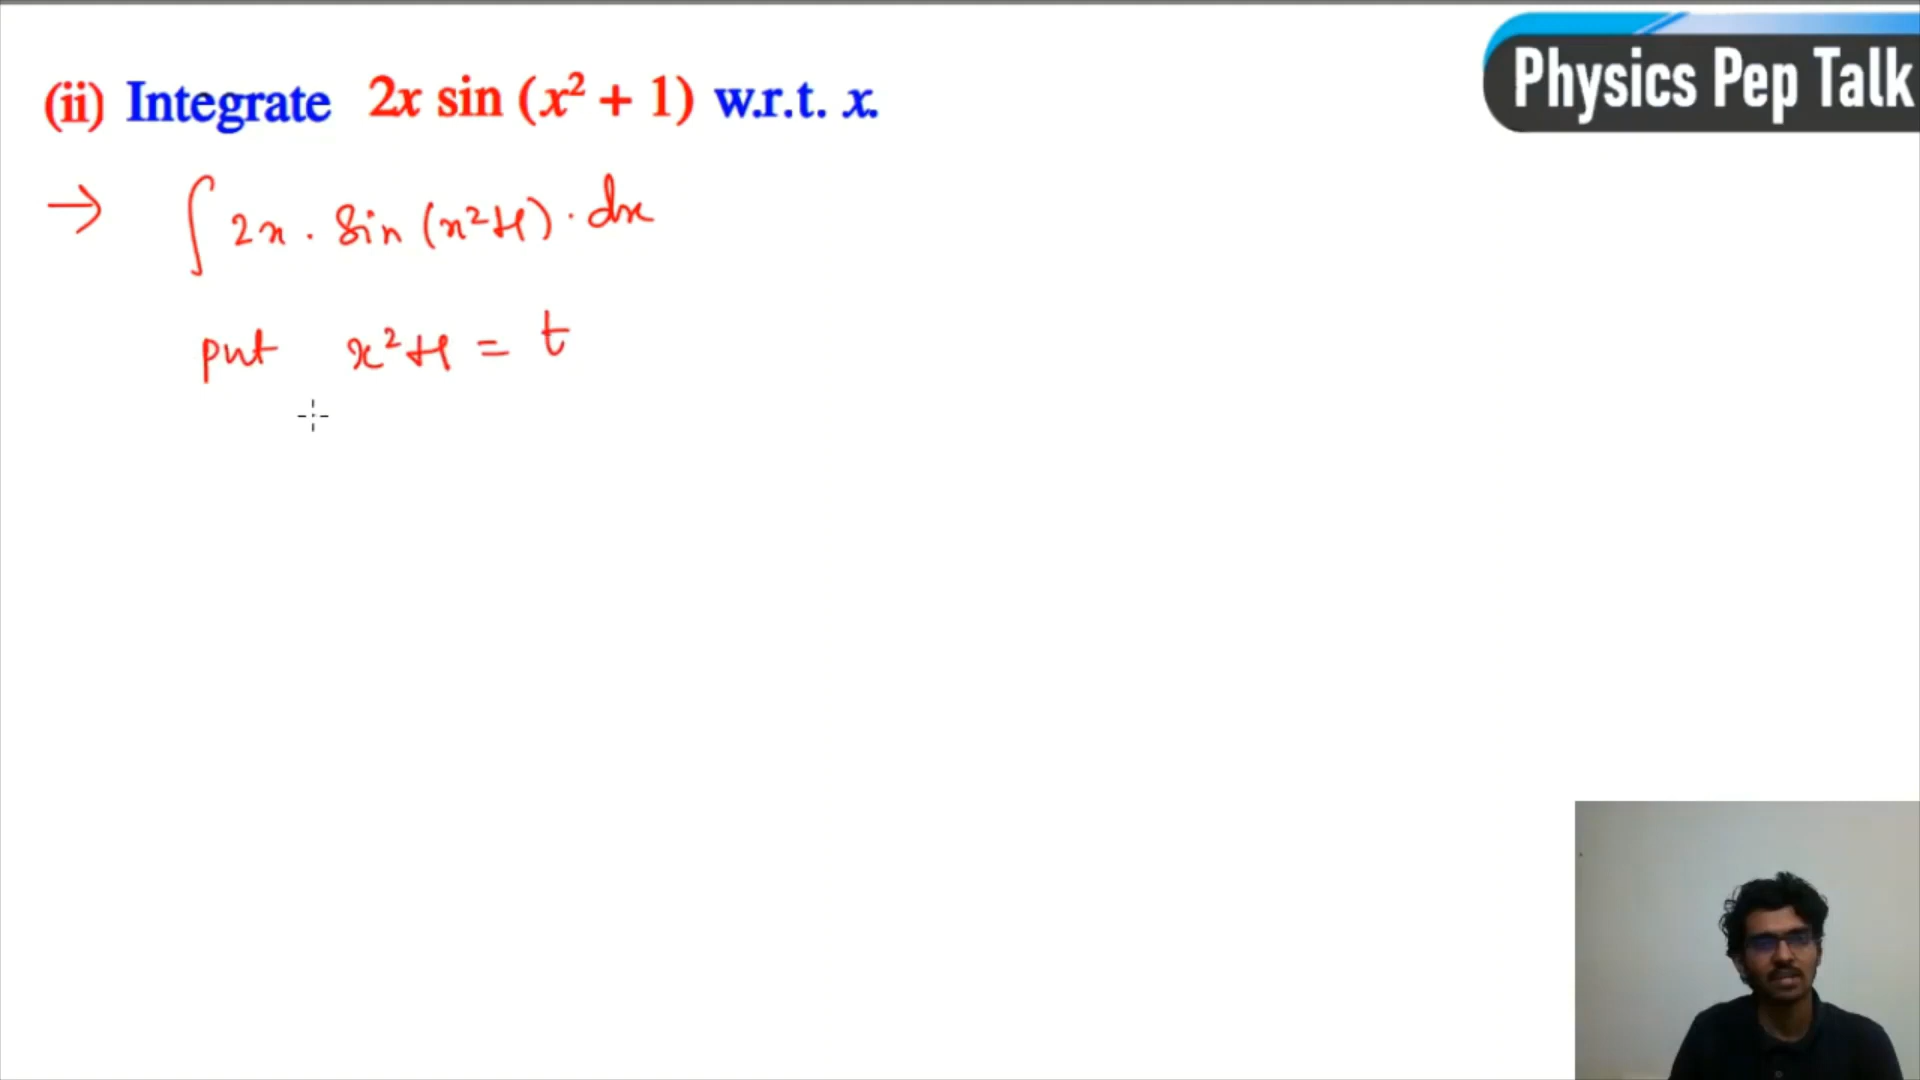 Physics Pep Talk
(ii) Integrate 2x sin (x² + 1) w.r.t. x.
→ ∫ 2x . Sin (x²+1) . dx
put x²+1 = t